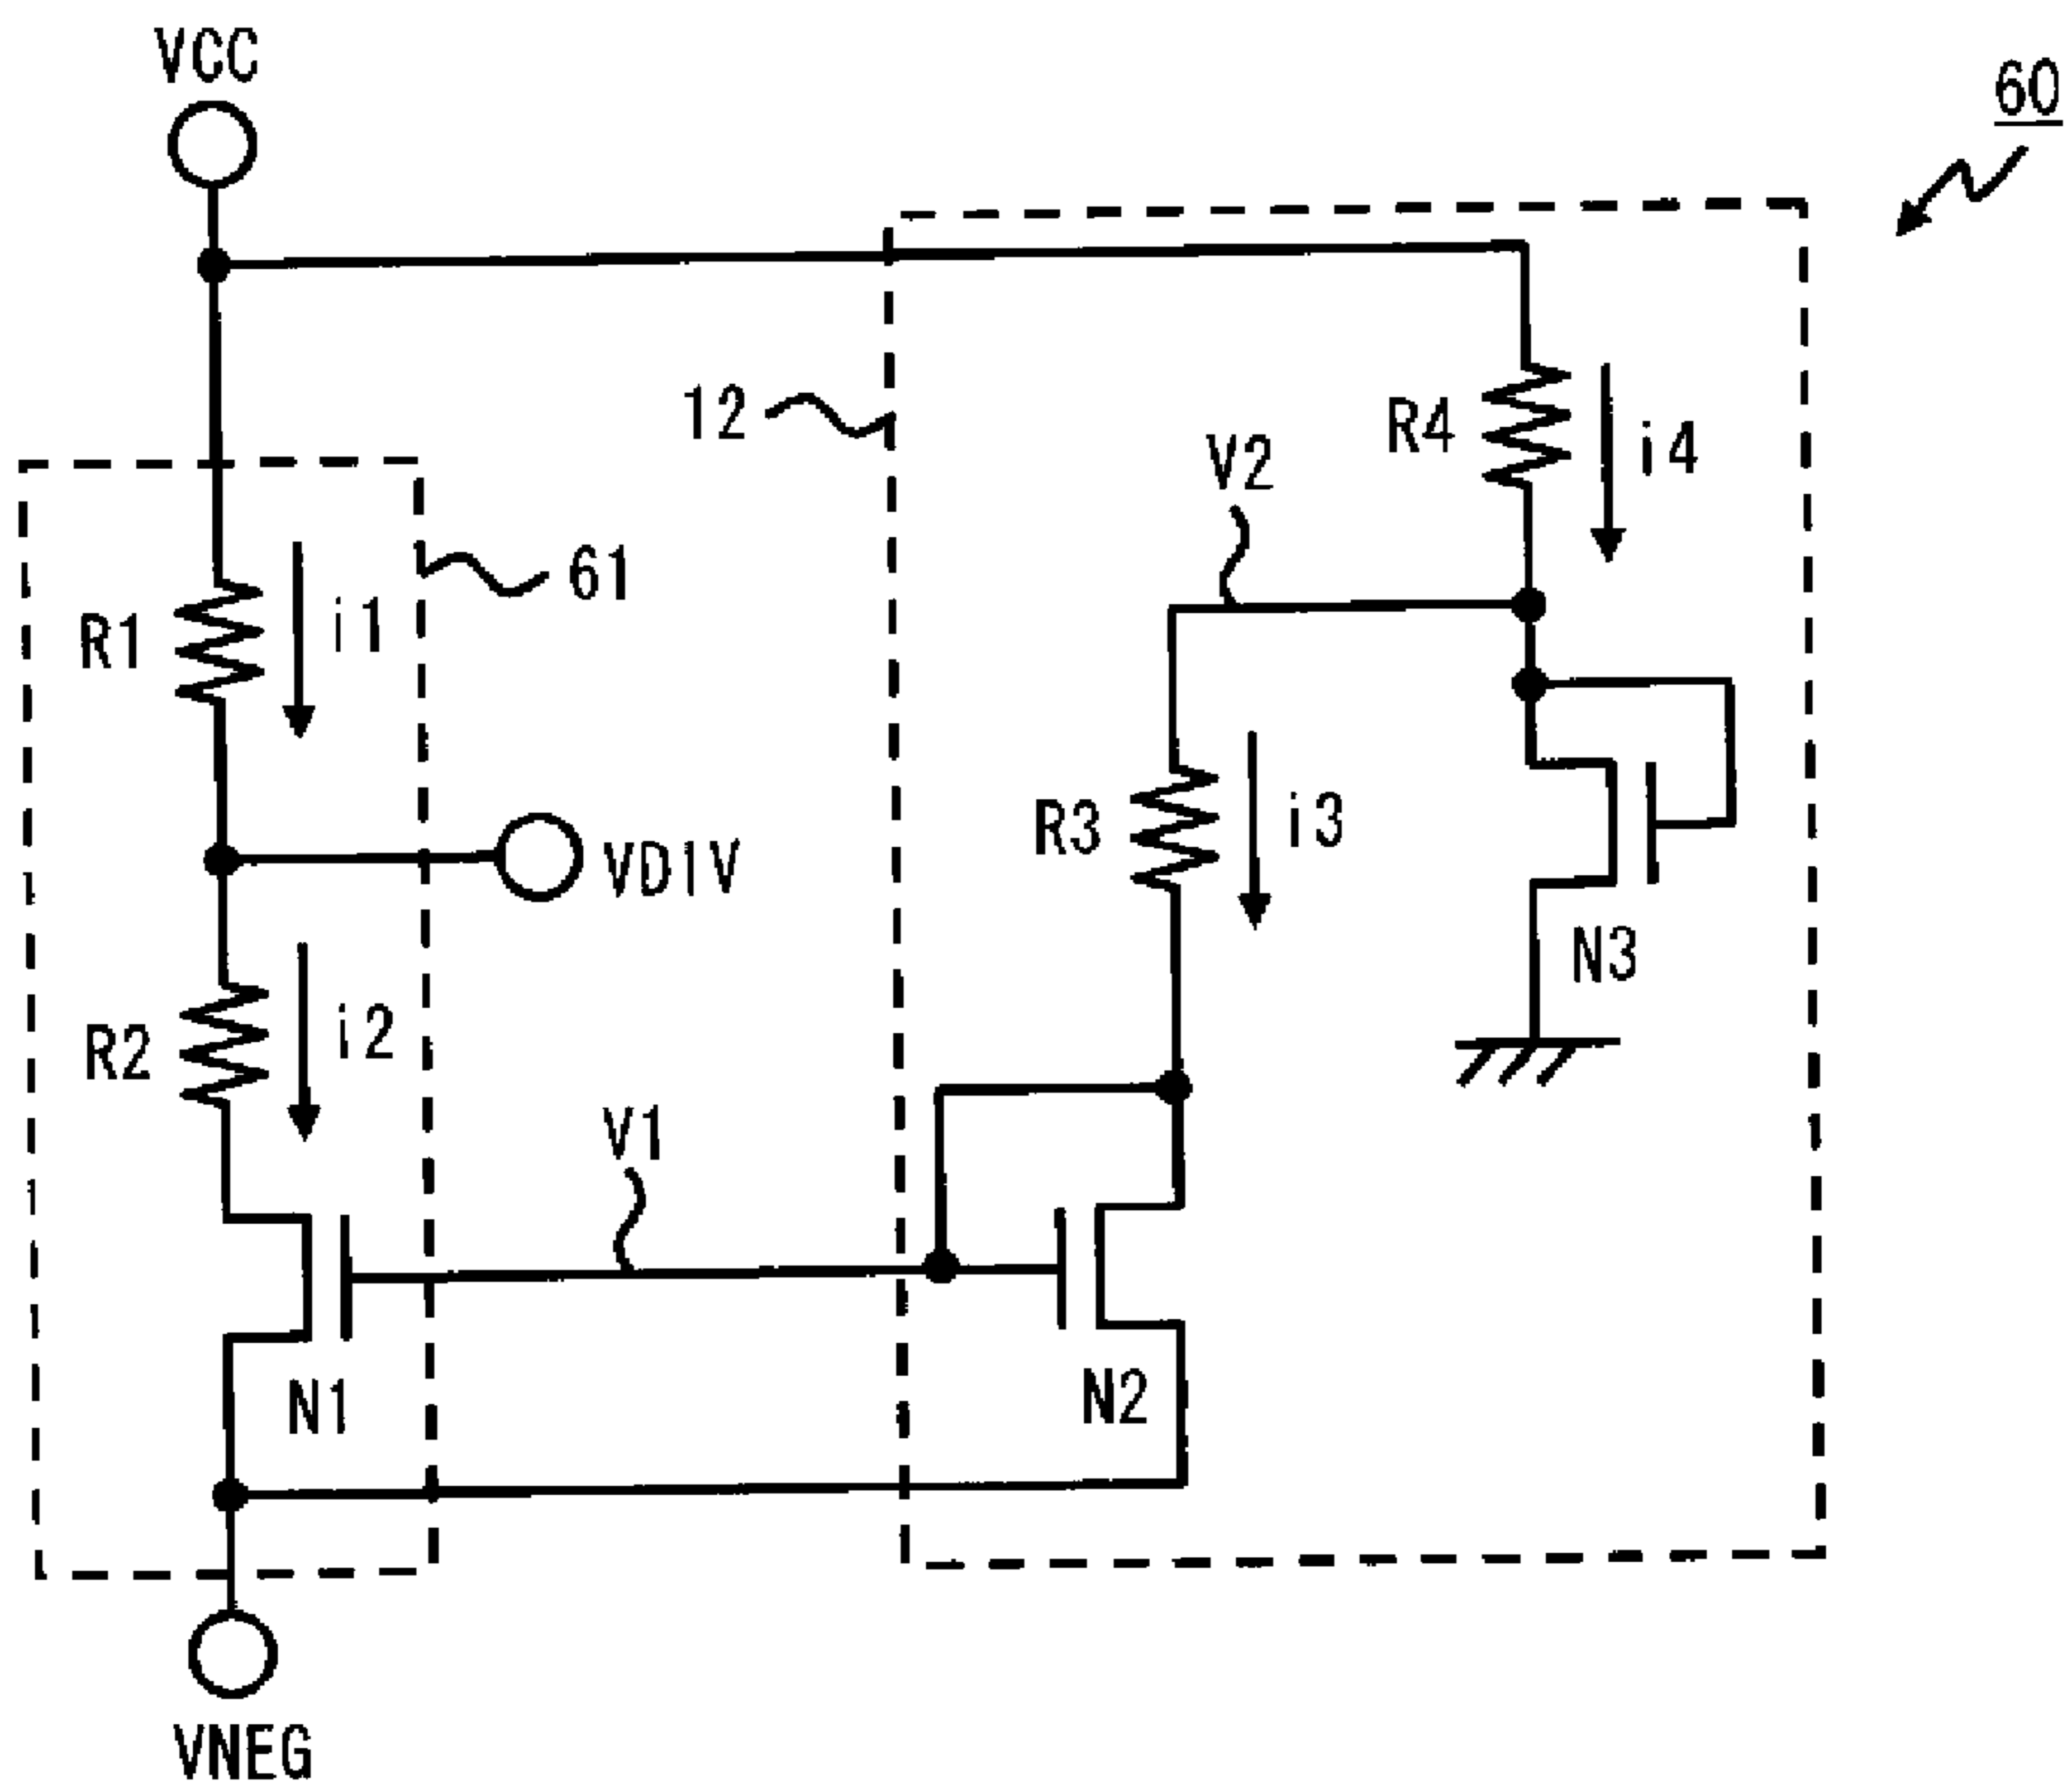 VCC
60
12
R4
i4
V2
61
R1
i1
R3
i3
VD1V
N3
R2
i2
V1
N1
N2
VNEG